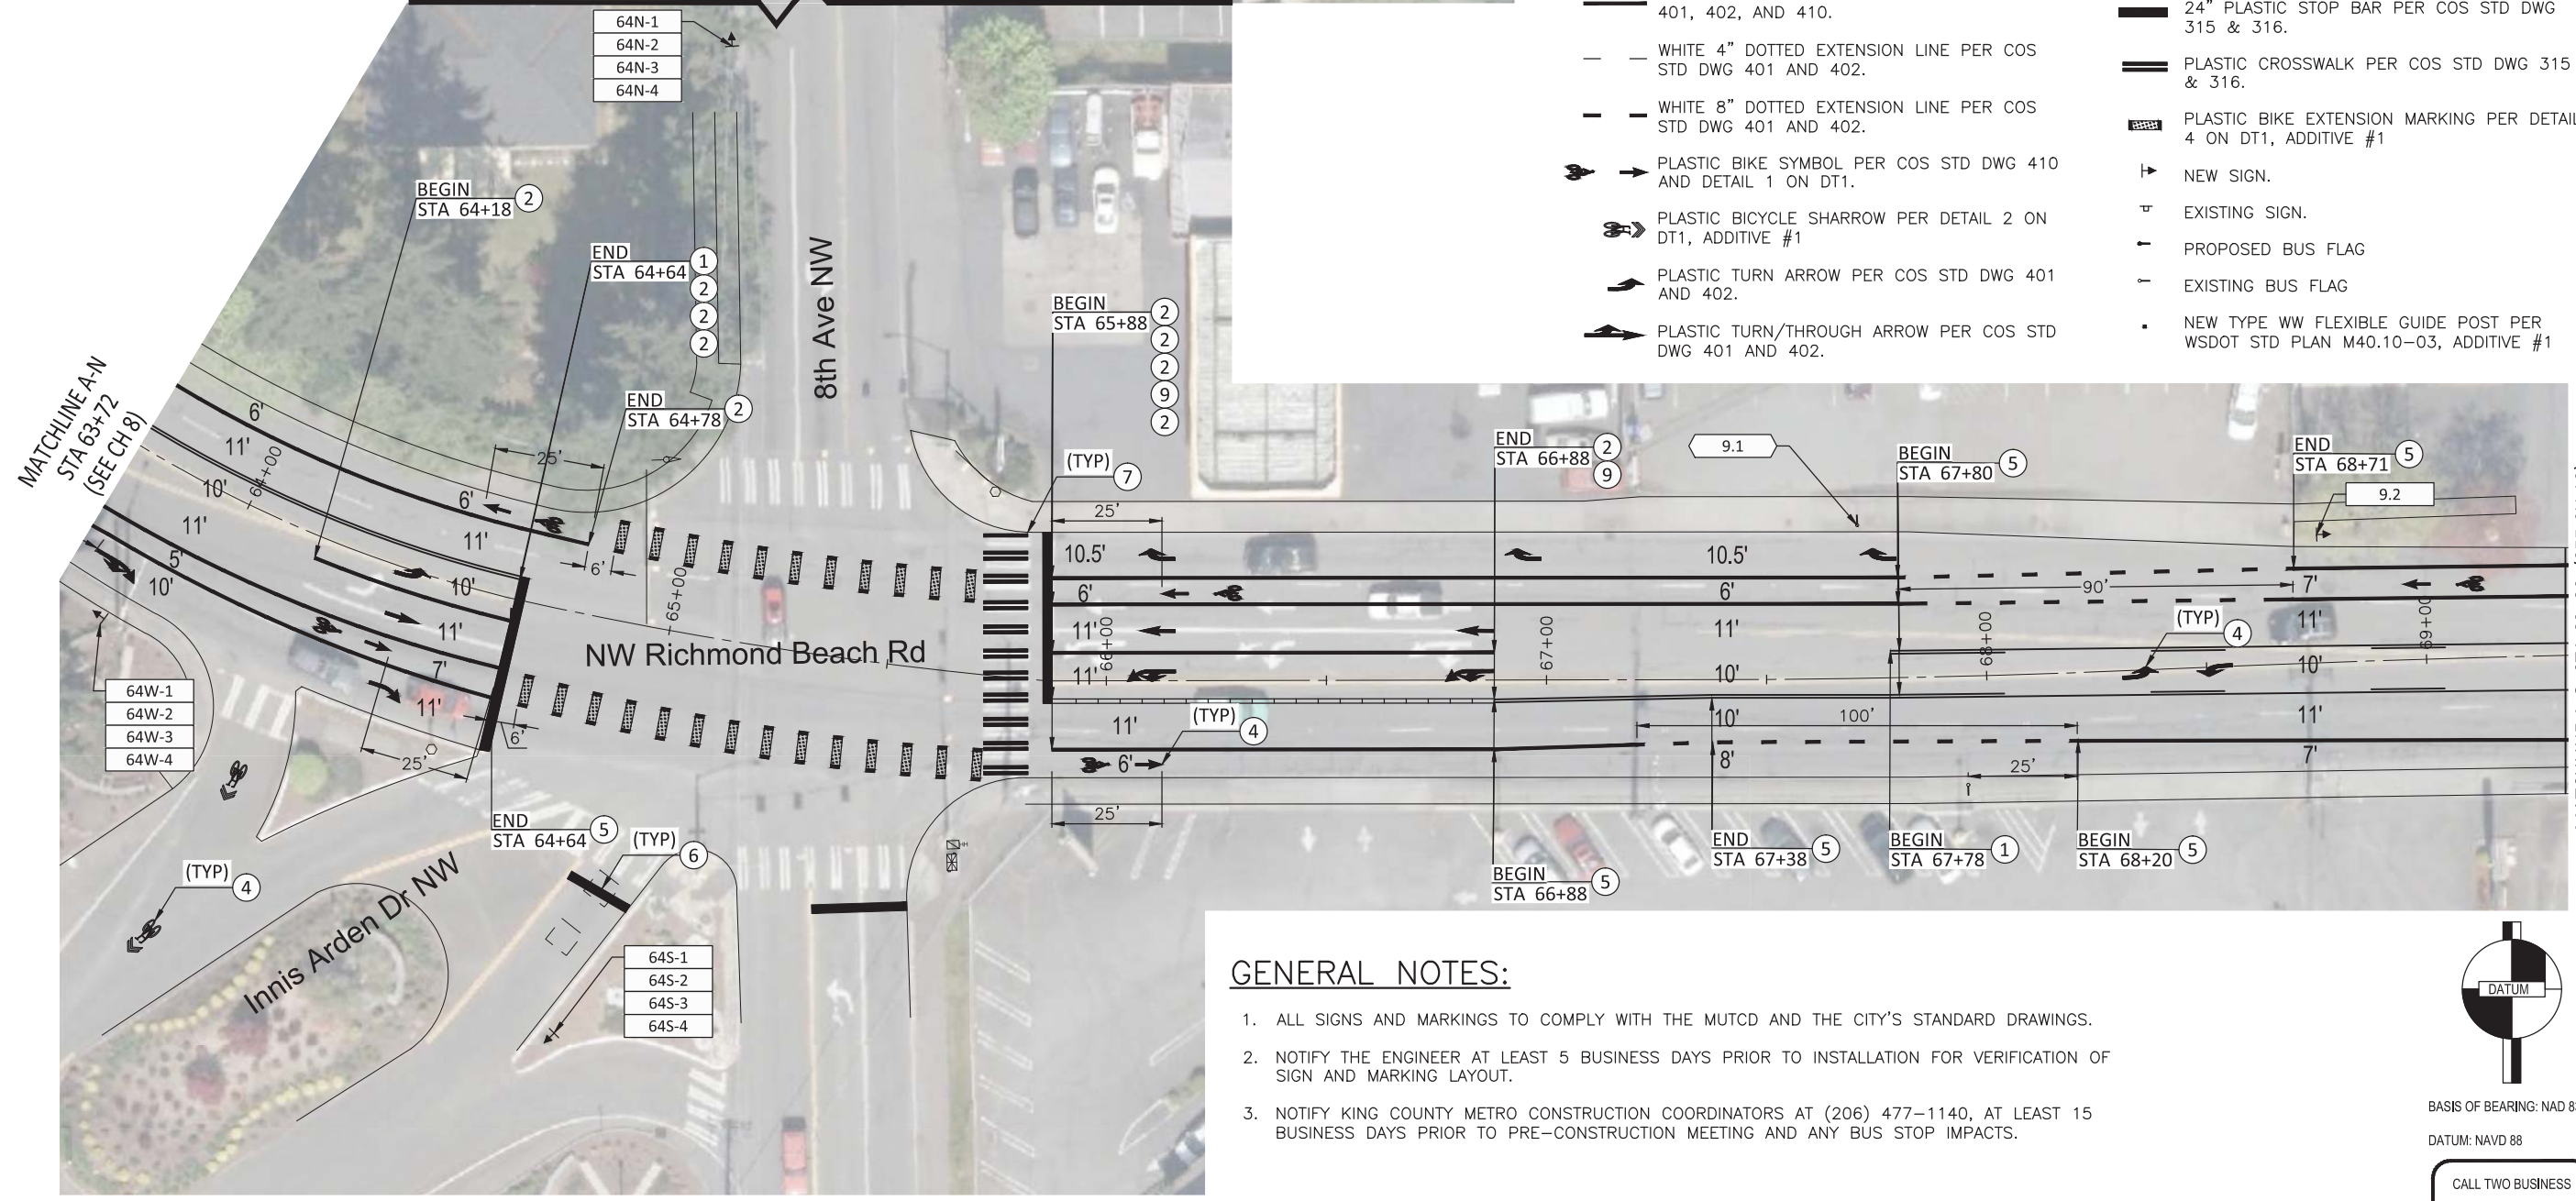 401, 402, AND 410.
WHITE 4" DOTTED EXTENSION LINE PER COS
STD DWG 401 AND 402.
WHITE 8" DOTTED EXTENSION LINE PER COS
STD DWG 401 AND 402.
PLASTIC BIKE SYMBOL PER COS STD DWG 410
AND DETAIL 1 ON DT1.
PLASTIC BICYCLE SHARROW PER DETAIL 2 ON
DT1, ADDITIVE #1
PLASTIC TURN ARROW PER COS STD DWG 401
AND 402.
PLASTIC TURN/THROUGH ARROW PER COS STD
DWG 401 AND 402.
24" PLASTIC STOP BAR PER COS STD DWG
315 & 316.
PLASTIC CROSSWALK PER COS STD DWG 315
& 316.
PLASTIC BIKE EXTENSION MARKING PER DETAIL
4 ON DT1, ADDITIVE #1
NEW SIGN.
EXISTING SIGN.
PROPOSED BUS FLAG
EXISTING BUS FLAG
NEW TYPE WW FLEXIBLE GUIDE POST PER
WSDOT STD PLAN M40.10-03, ADDITIVE #1
64N-1
64N-2
64N-3
64N-4
BEGIN
STA 64+18 2
END
STA 64+64 1
2
2
2
END
STA 64+78 2
8th Ave NW
BEGIN
STA 65+88 2
2
2
9
2
MATCHLINE A-N
STA 63+72
(SEE CH 8)
6'
11'
10'
11'
5'
10'
64+00
25'
6'
11'
10'
11'
7'
11'
6'
6'
25'
65+00
NW Richmond Beach Rd
(TYP) 7
25'
10.5'
6'
11'
11'
66+00
11'
6'
25'
(TYP) 4
END
STA 66+88 2
9
9.1
BEGIN
STA 67+80 5
END
STA 68+71 5
9.2
10.5'
6'
11'
10'
67+00
10'
8'
100'
25'
68+00
90'
(TYP) 4
7'
11'
10'
69+00
11'
7'
64W-1
64W-2
64W-3
64W-4
END
STA 64+64 5
(TYP) 6
(TYP) 4
Innis Arden Dr NW
64S-1
64S-2
64S-3
64S-4
BEGIN
STA 66+88 5
END
STA 67+38 5
BEGIN
STA 67+78 1
BEGIN
STA 68+20 5
GENERAL NOTES:
1. ALL SIGNS AND MARKINGS TO COMPLY WITH THE MUTCD AND THE CITY'S STANDARD DRAWINGS.
2. NOTIFY THE ENGINEER AT LEAST 5 BUSINESS DAYS PRIOR TO INSTALLATION FOR VERIFICATION OF
SIGN AND MARKING LAYOUT.
3. NOTIFY KING COUNTY METRO CONSTRUCTION COORDINATORS AT (206) 477-1140, AT LEAST 15
BUSINESS DAYS PRIOR TO PRE-CONSTRUCTION MEETING AND ANY BUS STOP IMPACTS.
DATUM
BASIS OF BEARING: NAD
DATUM: NAVD 88
CALL TWO BUSINESS